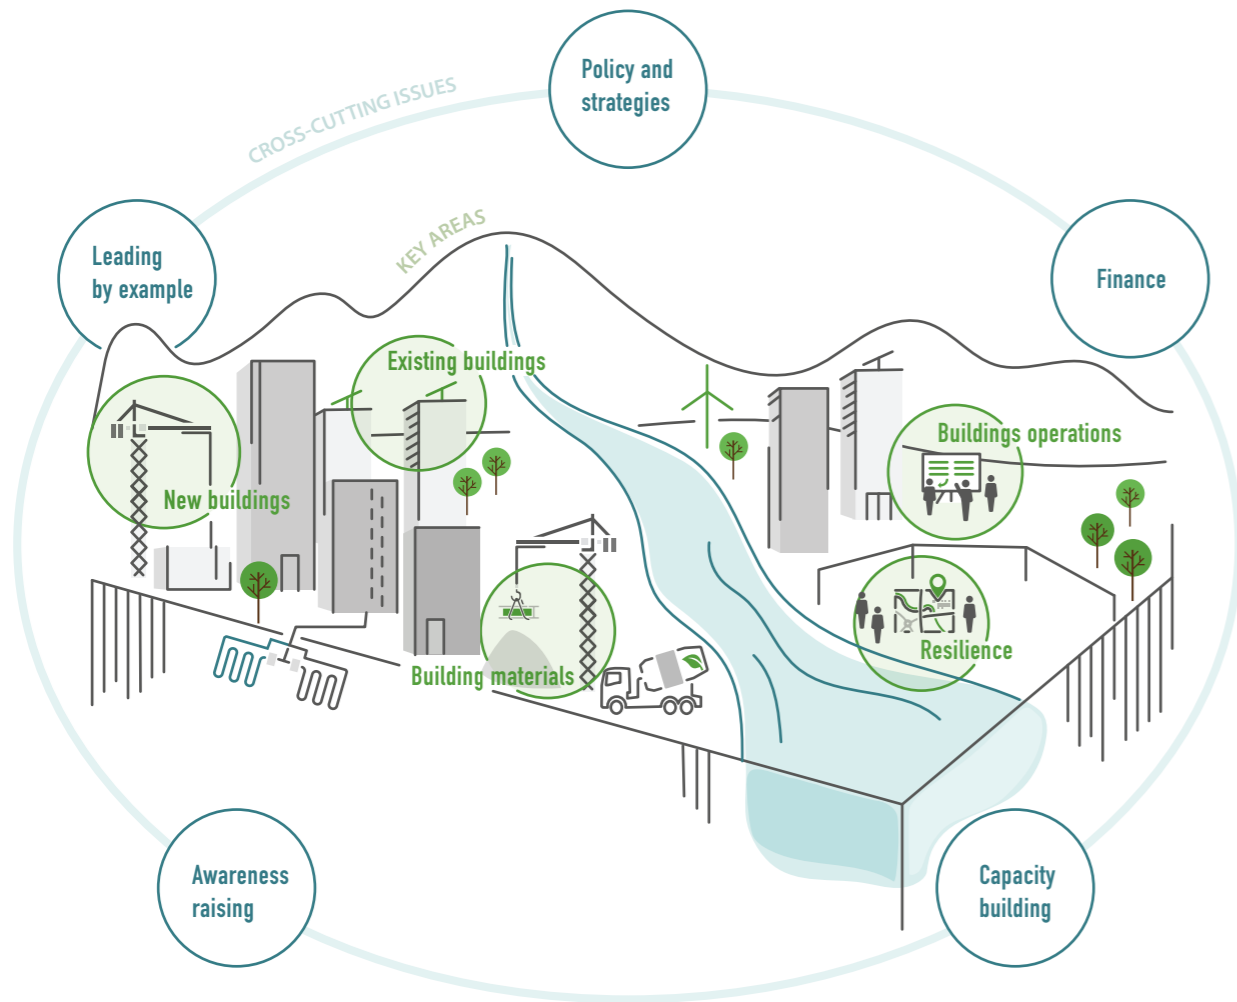 Policy and
strategies
CROSS-CUTTING ISSUES
Leading
by example
KEY AREAS
Finance
Existing buildings
Buildings operations
New buildings
Resilience
Building materials
Awareness
raising
Capacity
building